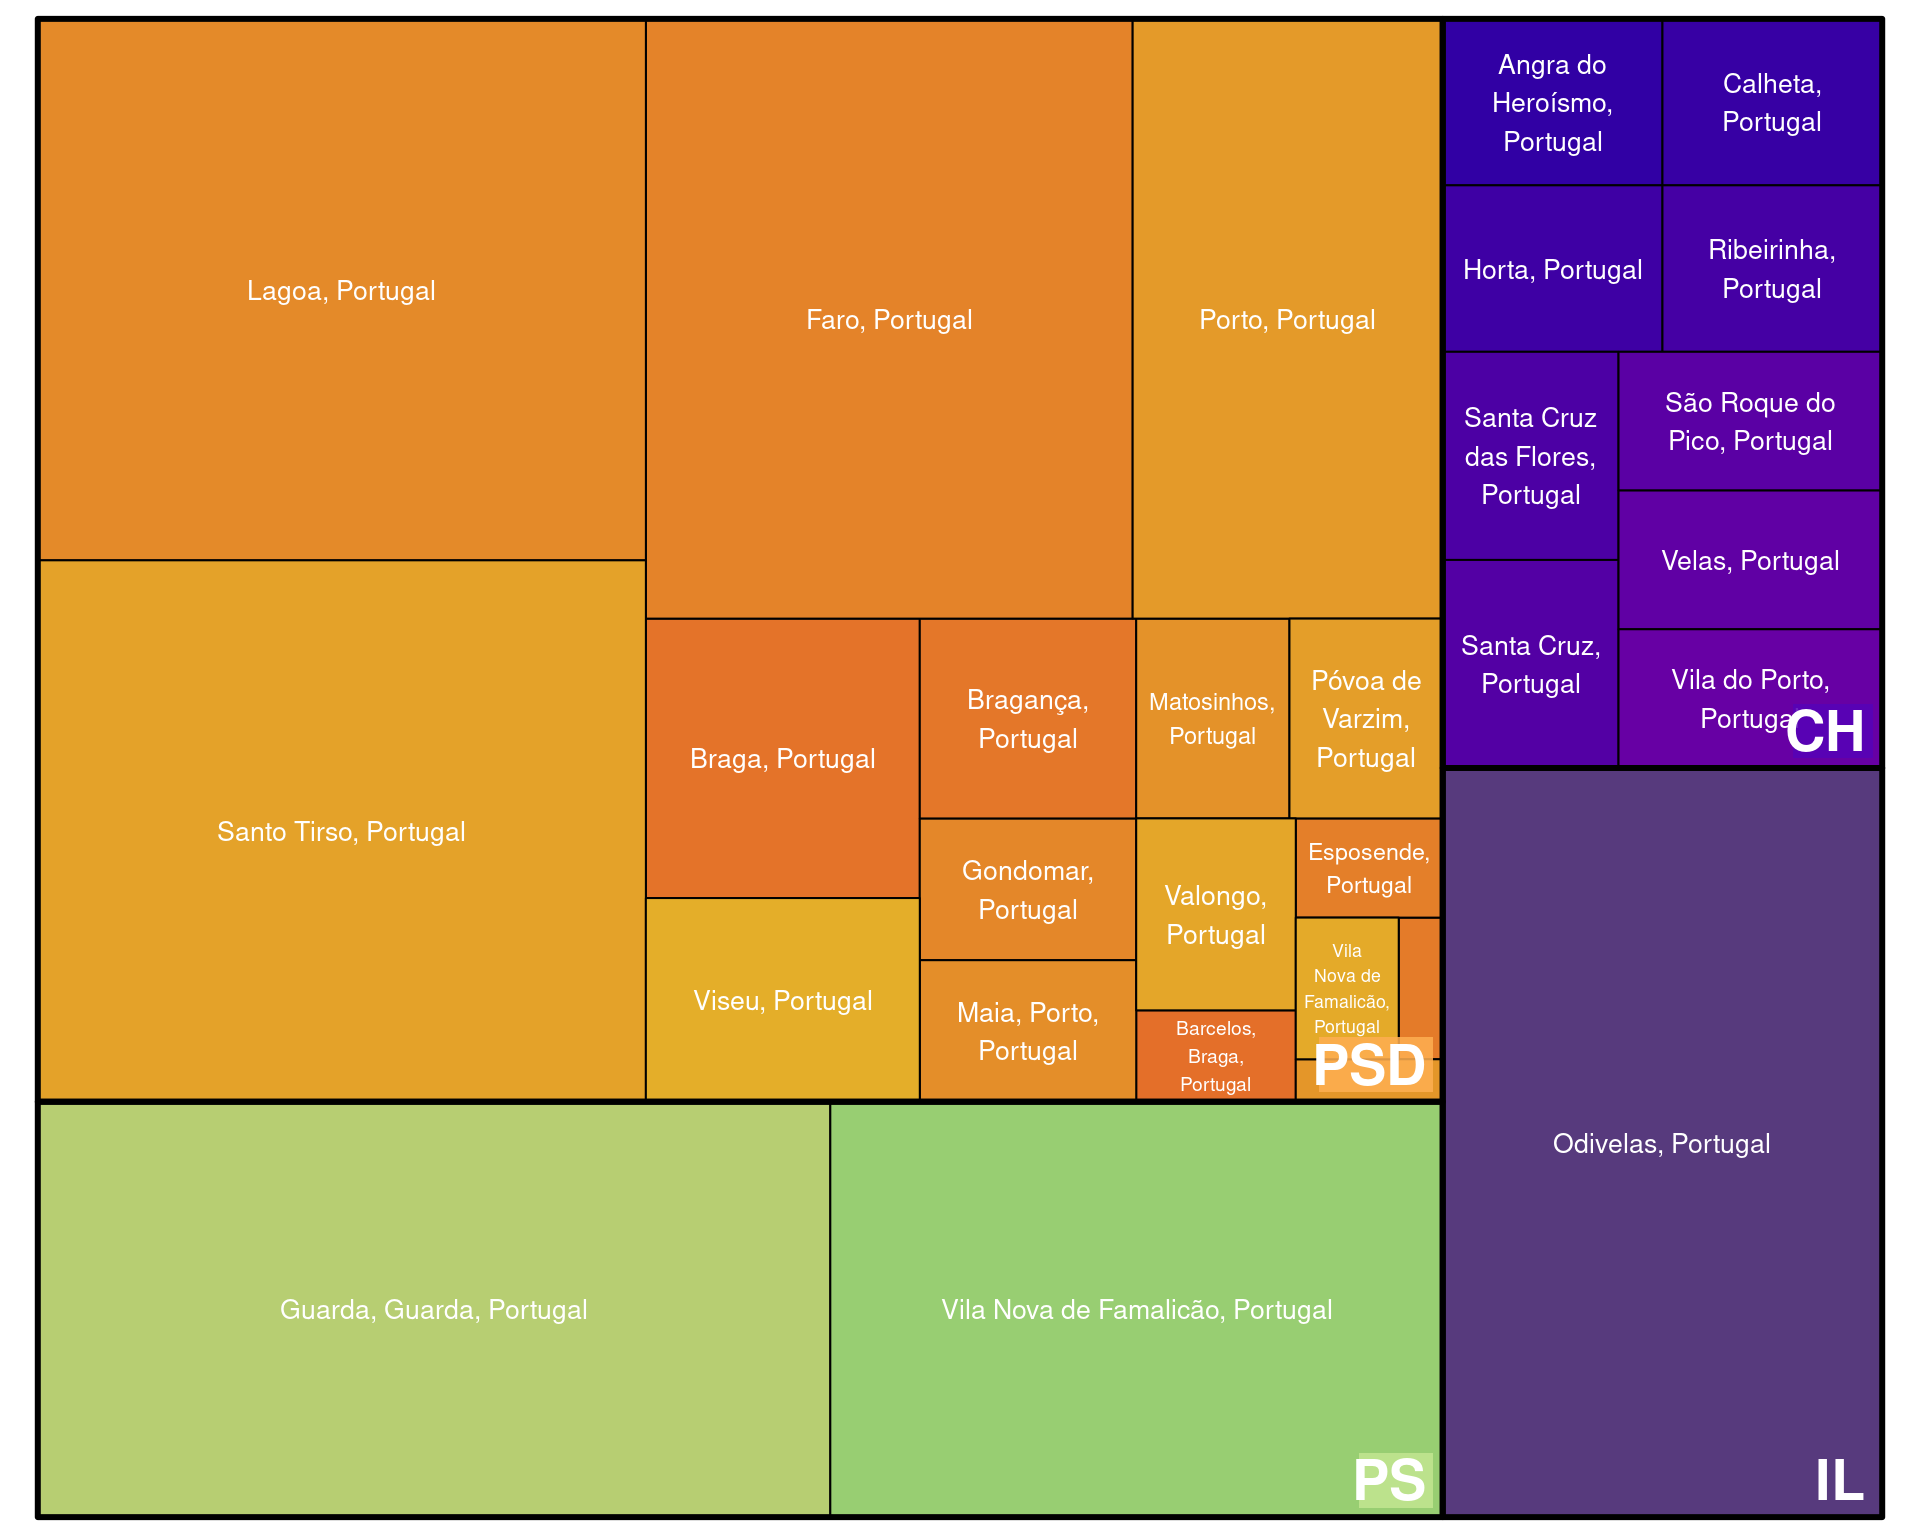 Lagoa, Portugal
Santo Tirso, Portugal
Faro, Portugal
Porto, Portugal
Braga, Portugal
Viseu, Portugal
Bragança,
Portugal
Gondomar,
Portugal
Maia, Porto,
Portugal
Matosinhos,
Portugal
Póvoa de
Varzim,
Portugal
Valongo,
Portugal
Barcelos,
Braga,
Portugal
Esposende,
Portugal
Vila
Nova de
Famalicão,
Portugal
PSD
Guarda, Guarda, Portugal
Vila Nova de Famalicão, Portugal
PS
Angra do
Heroísmo,
Portugal
Calheta,
Portugal
Horta, Portugal
Ribeirinha,
Portugal
Santa Cruz
das Flores,
Portugal
São Roque do
Pico, Portugal
Velas, Portugal
Santa Cruz,
Portugal
Vila do Porto,
Portugal
CH
Odivelas, Portugal
IL